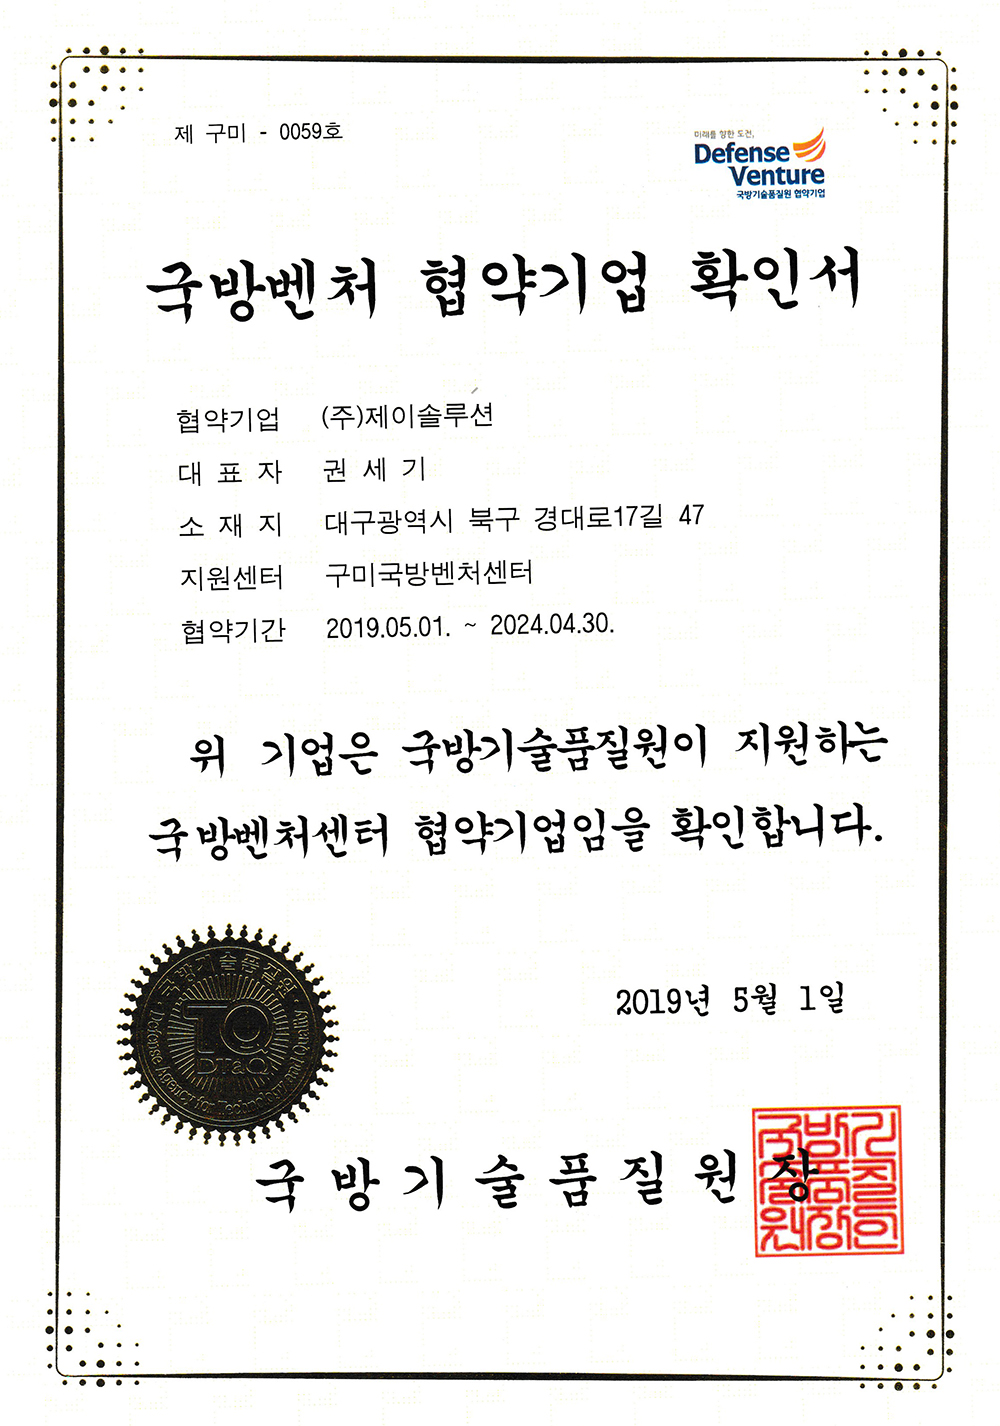 제 구미 - 0059호
미래를 향한 도전,
Defense
Venture
국방기술품질원 협약기업
국방벤처 협약기업 확인서
협약기업 (주)제이솔루션
대 표 자 권 세 기
소 재 지 대구광역시 북구 경대로17길 47
지원센터 구미국방벤처센터
협약기간 2019.05.01. ~ 2024.04.30.
위 기업은 국방기술품질원이 지원하는
국방벤처센터 협약기업임을 확인합니다.
2019년 5월 1일
국방기술품질원
TQ
DTaQ
Defense Agency for Technology and Quality
국 방 기 술 품 질 원 장